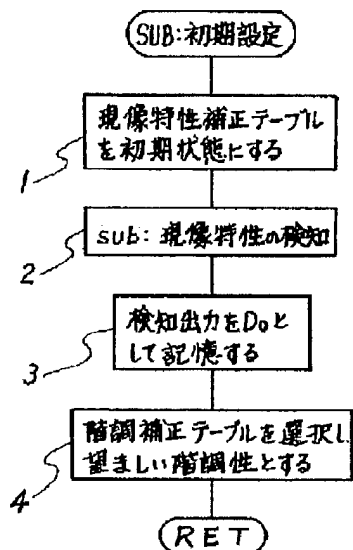 SUB:初期設定
現像特性補正テーブル
を初期状態にする
1
sub:現像特性の検知
2
検知出力をD₀と
して記憶する
3
階調補正テーブルを選択し
望ましい階調性とする
4
RET